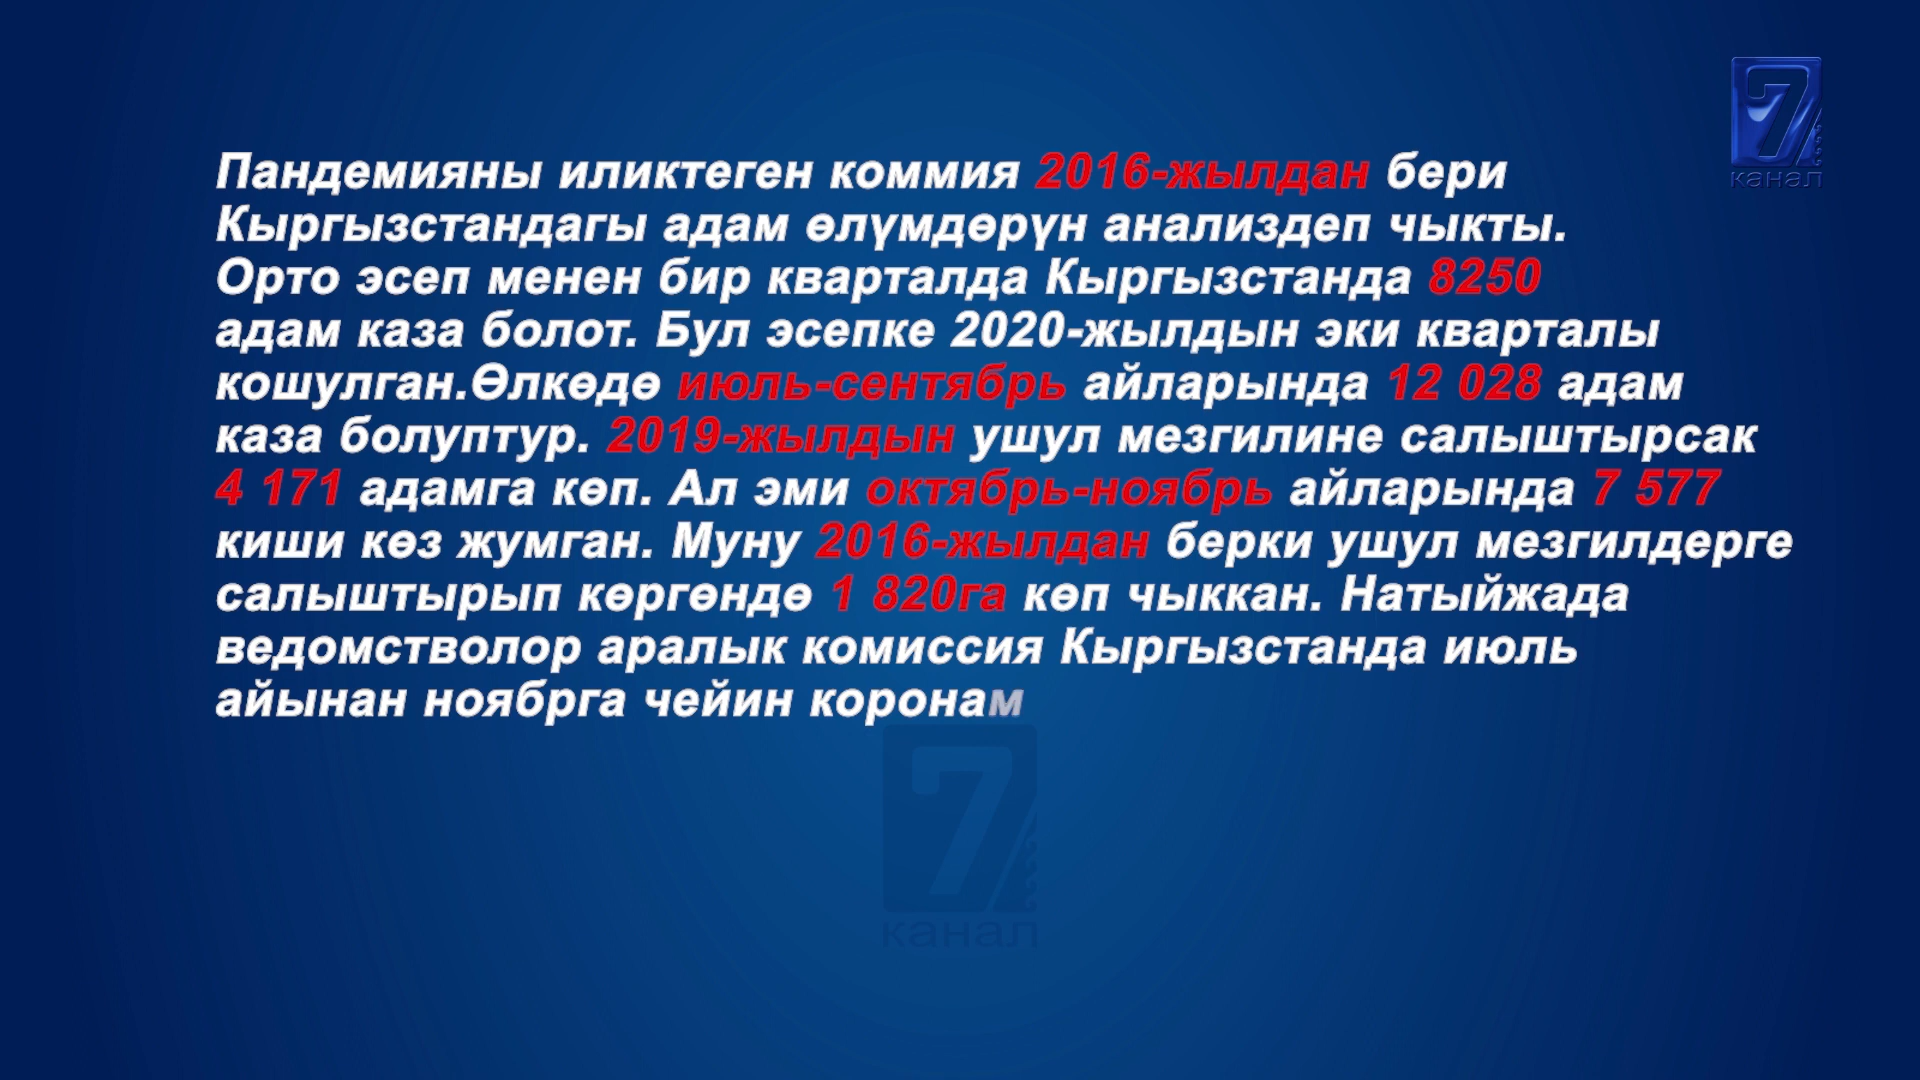 7
канал
Пандемияны иликтеген коммия 2016-жылдан бери
Кыргызстандагы адам өлүмдөрүн анализдеп чыкты.
Орто эсеп менен бир кварталда Кыргызстанда 8250
адам каза болот. Бул эсепке 2020-жылдын эки кварталы
кошулган.Өлкөдө июль-сентябрь айларында 12 028 адам
каза болуптур. 2019-жылдын ушул мезгилине салыштырсак
4 171 адамга көп. Ал эми октябрь-ноябрь айларында 7 577
киши көз жумган. Муну 2016-жылдан берки ушул мезгилдерге
салыштырып көргөндө 1 820га көп чыккан. Натыйжада
ведомстволор аралык комиссия Кыргызстанда июль
айынан ноябрга чейин коронам
7
канал